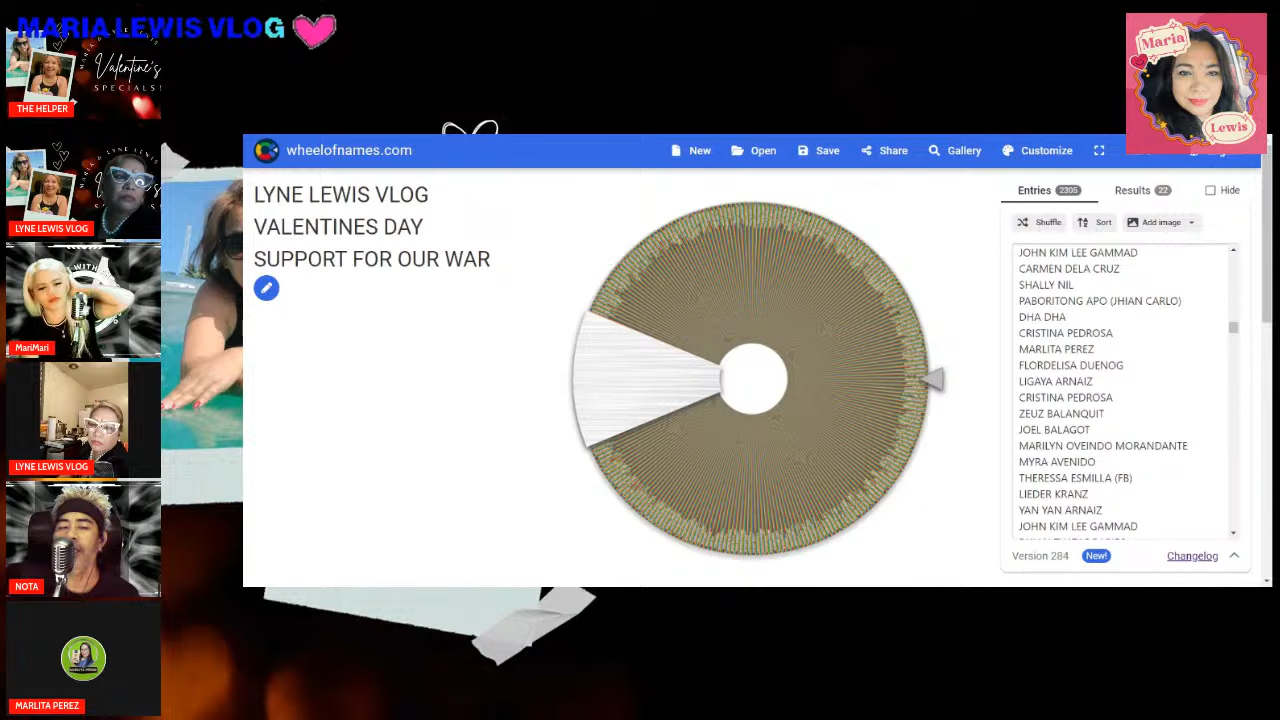 MARIA LEWIS VLOG
Valentine's
SPECIALS!
THE HELPER
LYNE LEWIS VLOG
MariMari
LYNE LEWIS VLOG
NOTA
MARLITA PEREZ
Maria
Lewis
wheelofnames.com
New
Open
Save
Share
Gallery
Customize
LYNE LEWIS VLOG
VALENTINES DAY
SUPPORT FOR OUR WAR
Entries 2305
Results 22
Hide
Shuffle
Sort
Add image
JOHN KIM LEE GAMMAD
CARMEN DELA CRUZ
SHALLY NIL
PABORITONG APO (JHIAN CARLO)
DHA DHA
CRISTINA PEDROSA
MARLITA PEREZ
FLORDELISA DUENOG
LIGAYA ARNAIZ
CRISTINA PEDROSA
ZEUZ BALANQUIT
JOEL BALAGOT
MARILYN OVEINDO MORANDANTE
MYRA AVENIDO
THERESSA ESMILLA (FB)
LIEDER KRANZ
YAN YAN ARNAIZ
JOHN KIM LEE GAMMAD
Version 284
New!
Changelog